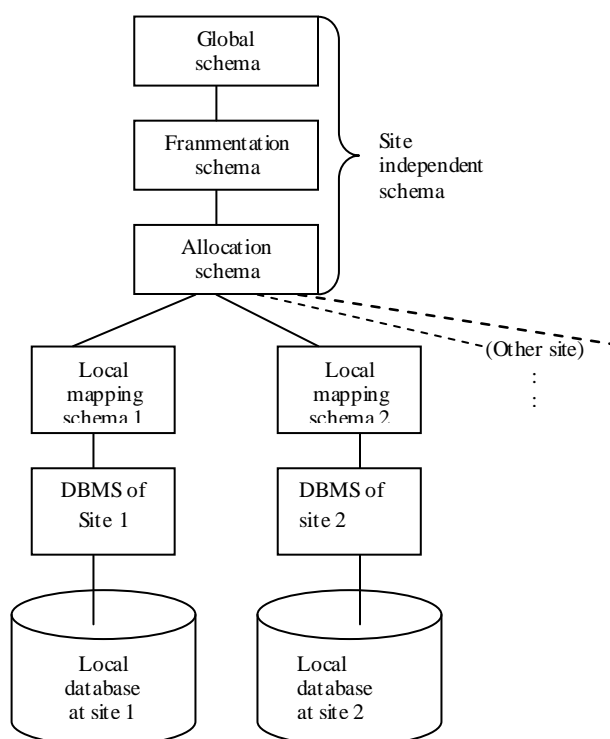 Global
schema
Franmentation
schema
Site
independent
schema
Allocation
schema
(Other site)
:
:
Local
mapping
schema 1
Local
mapping
schema 2
DBMS of
Site 1
DBMS of
site 2
Local
database
at site 1
Local
database
at site 2